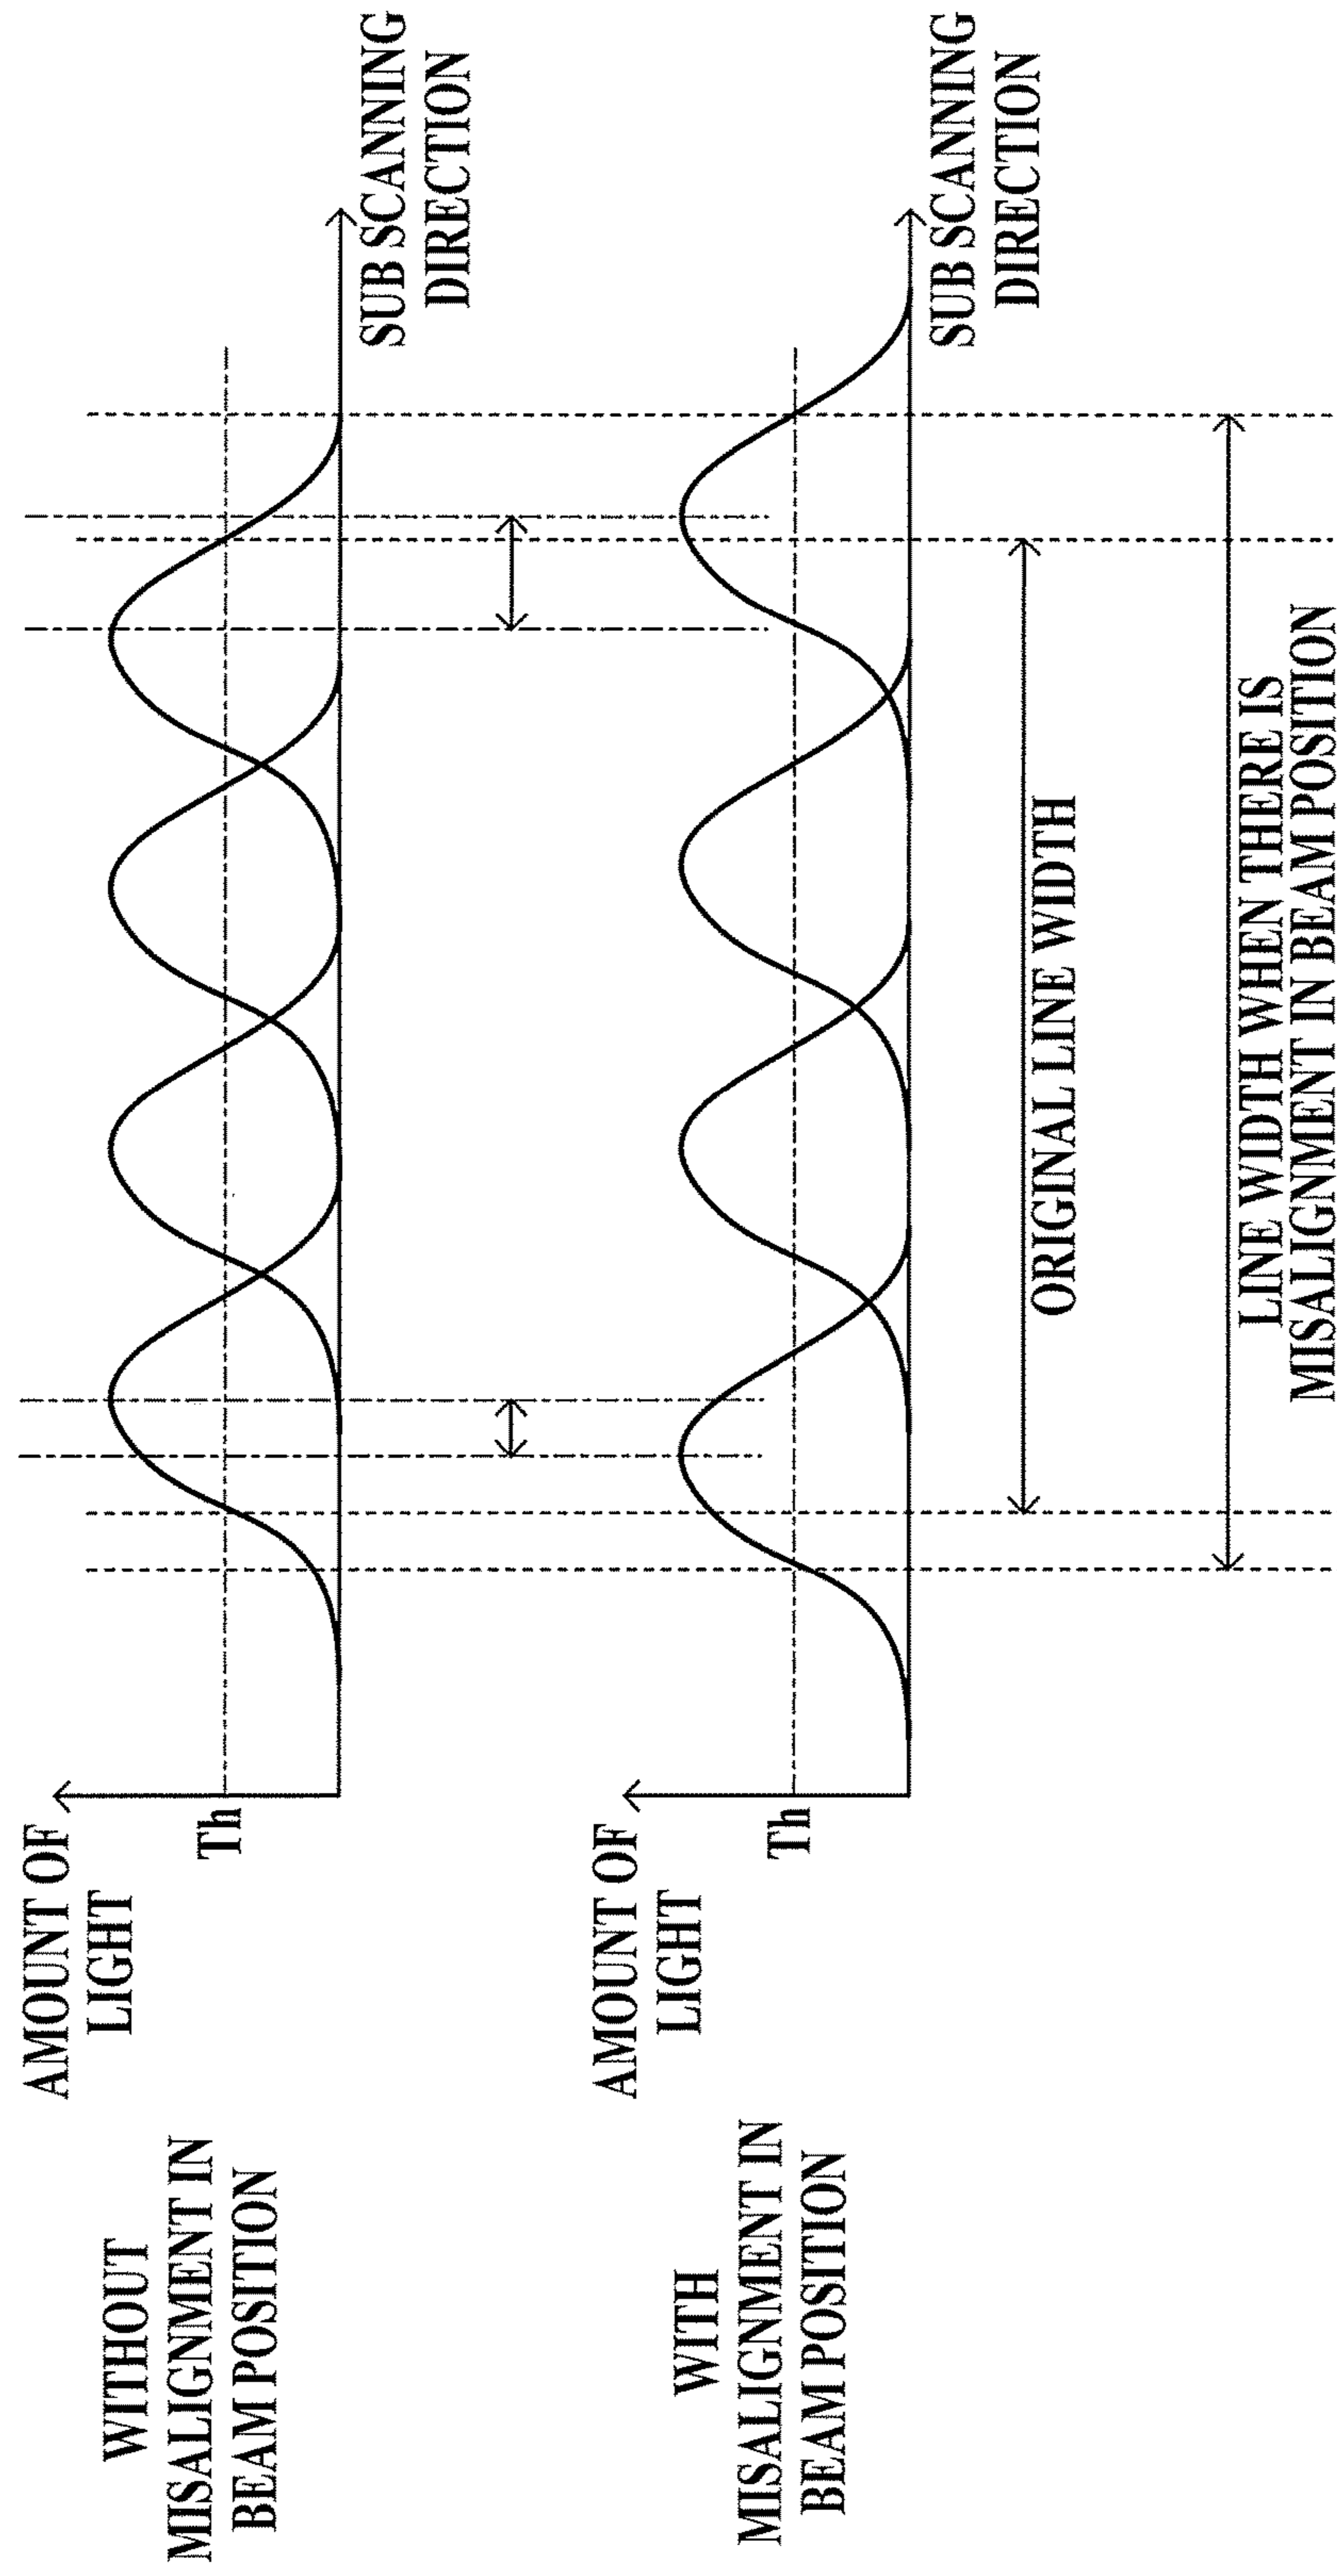 WITHOUT
MISALIGNMENT IN
BEAM POSITION
AMOUNT OF
LIGHT
Th
SUB SCANNING
DIRECTION
WITH
MISALIGNMENT IN
BEAM POSITION
AMOUNT OF
LIGHT
Th
SUB SCANNING
DIRECTION
ORIGINAL LINE WIDTH
LINE WIDTH WHEN THERE IS
MISALIGNMENT IN BEAM POSITION